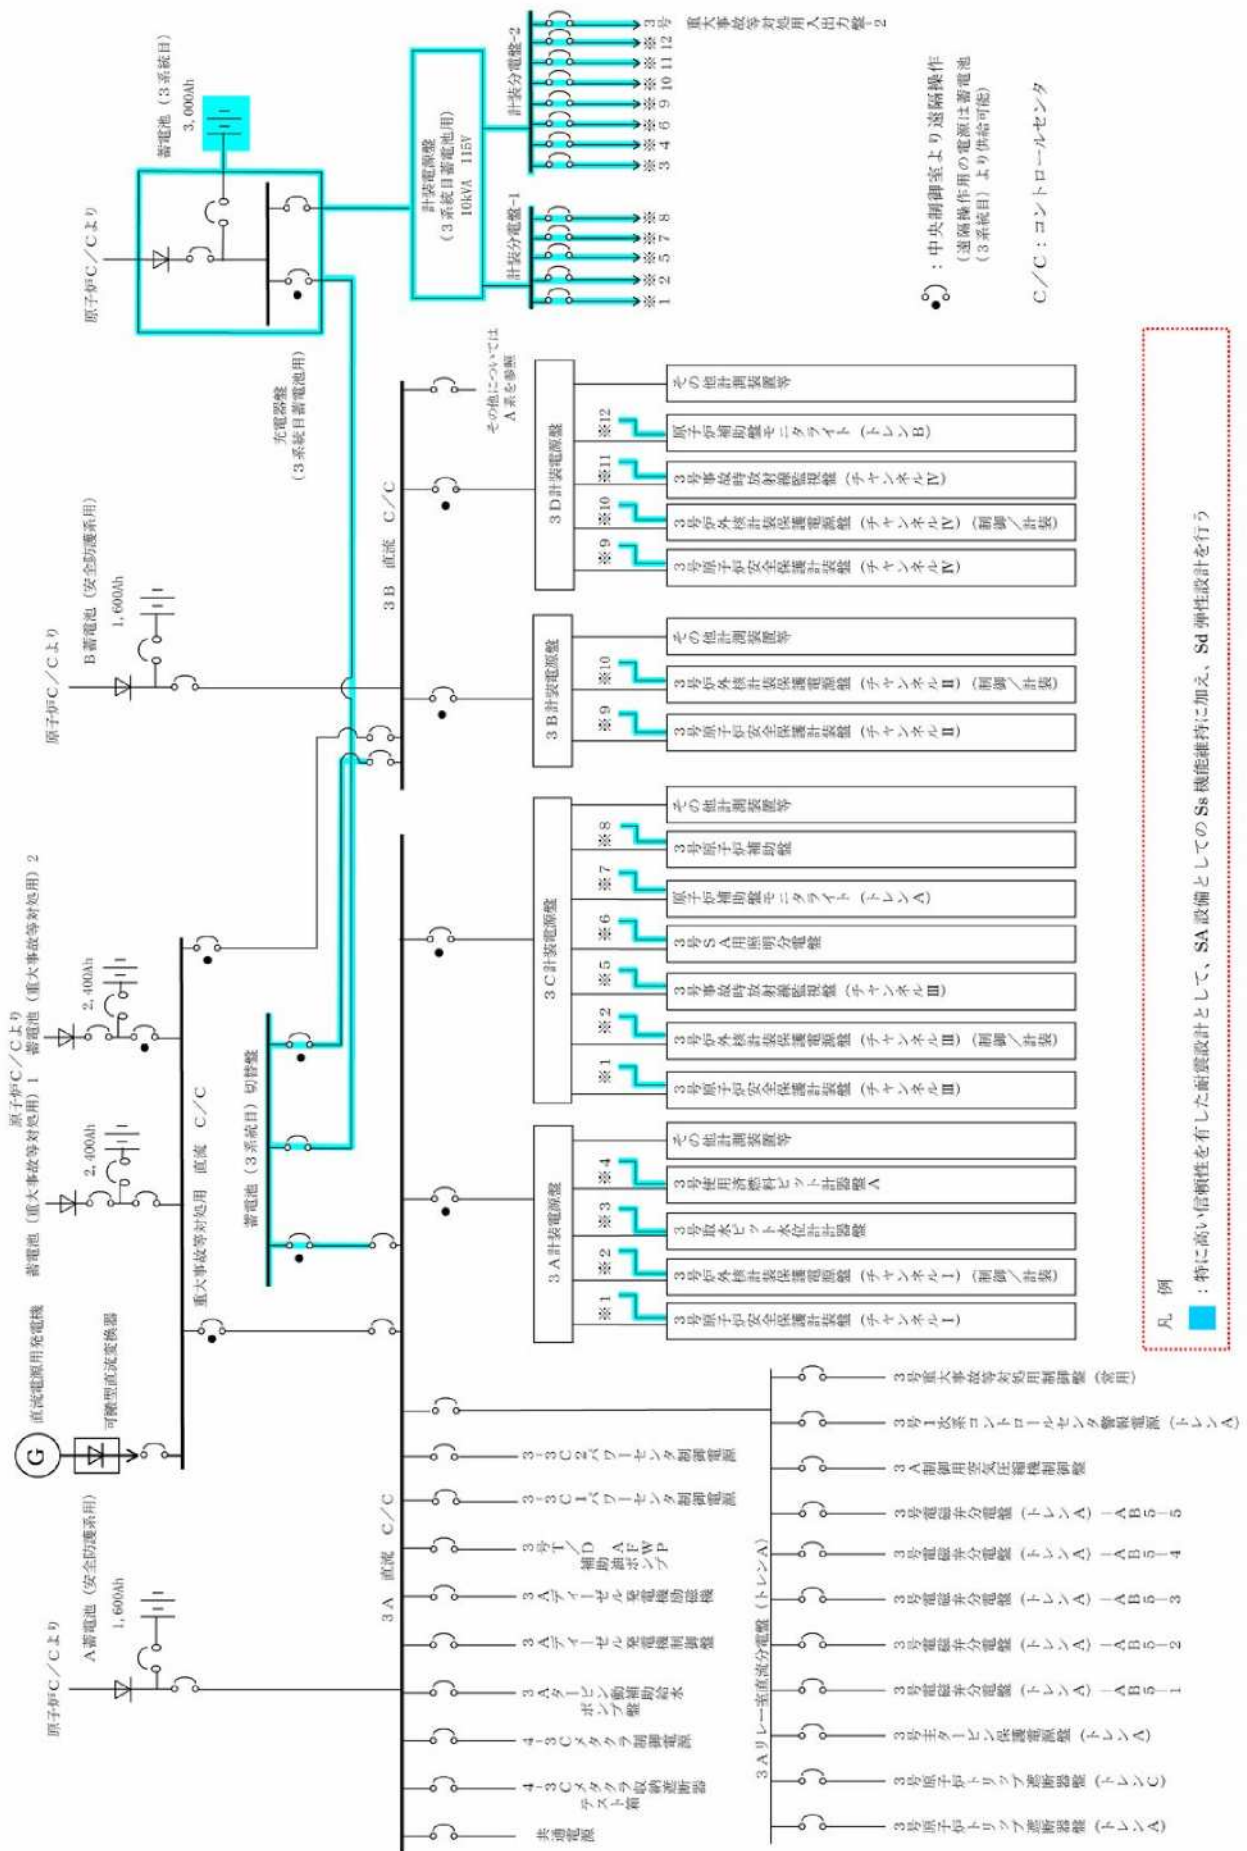 原子炉C/Cより
A蓄電池(安全防護系用)
1,600Ah
G
直流電源用発電機
可搬型直流変換器
原子炉C/Cより
蓄電池(重大事故等対処用)1
2,400Ah
蓄電池(重大事故等対処用)2
2,400Ah
重大事故等対処用 直流 C/C
蓄電池(3系統目)切替盤
原子炉C/Cより
B蓄電池(安全防護系用)
1,600Ah
原子炉C/Cより
蓄電池(3系統目)
3,000Ah
充電器盤
(3系統目蓄電池用)
計装電源盤
(3系統目蓄電池用)
10kVA 115V
計装分電盤-1
※1
※2
※5
※7
※8
計装分電盤-2
※3
※4
※6
※9
※10
※11
※12
3号 重大事故等対処用入出力盤-2
3A 直流 C/C
共通電源
4-3Cメタクラ収納遮断器
テスト箱
4-3Cメタクラ制御電源
3Aタービン動補助給水
ポンプ盤
3Aディーゼル発電機制御盤
3Aディーゼル発電機励磁機
3号T/D AFWP
補助油ポンプ
3-3C1パワーセンタ制御電源
3-3C2パワーセンタ制御電源
3Aリレー室直流分電盤(トレンA)
3号原子炉トリップ遮断器盤(トレンA)
3号原子炉トリップ遮断器盤(トレンC)
3号主タービン保護電源盤(トレンA)
3号電磁弁分電盤(トレンA)-AB5-1
3号電磁弁分電盤(トレンA)-AB5-2
3号電磁弁分電盤(トレンA)-AB5-3
3号電磁弁分電盤(トレンA)-AB5-4
3号電磁弁分電盤(トレンA)-AB5-5
3A制御用空気圧縮機制御盤
3号1次系コントロールセンタ警報電源(トレンA)
3号重大事故等対処用制御盤(常用)
3A計装電源盤
※1
3号原子炉安全保護計装盤(チャンネルⅠ)
※2
3号炉外核計装保護電源盤(チャンネルⅠ)(制御/計装)
※3
3号取水ピット水位計計器盤
※4
3号使用済燃料ピット計器盤A
その他計測装置等
3C計装電源盤
※1
3号原子炉安全保護計装盤(チャンネルⅢ)
※2
3号炉外核計装保護電源盤(チャンネルⅢ)(制御/計装)
※5
3号事故時放射線監視盤(チャンネルⅢ)
※6
3号SA用照明分電盤
※7
原子炉補助盤モニタライト(トレンA)
※8
3号原子炉補助盤
その他計測装置等
3B 直流 C/C
その他については
A系を参照
3B計装電源盤
※9
3号原子炉安全保護計装盤(チャンネルⅡ)
※10
3号炉外核計装保護電源盤(チャンネルⅡ)(制御/計装)
その他計測装置等
3D計装電源盤
※9
3号原子炉安全保護計装盤(チャンネルⅣ)
※10
3号炉外核計装保護電源盤(チャンネルⅣ)(制御/計装)
※11
3号事故時放射線監視盤(チャンネルⅣ)
※12
原子炉補助盤モニタライト(トレンB)
その他計測装置等
:中央制御室より遠隔操作
(遠隔操作用の電源は蓄電池
(3系統目)より供給可能)
C/C:コントロールセンタ
凡 例
:特に高い信頼性を有した耐震設計として、SA設備としてのSs機能維持に加え、Sd弾性設計を行う